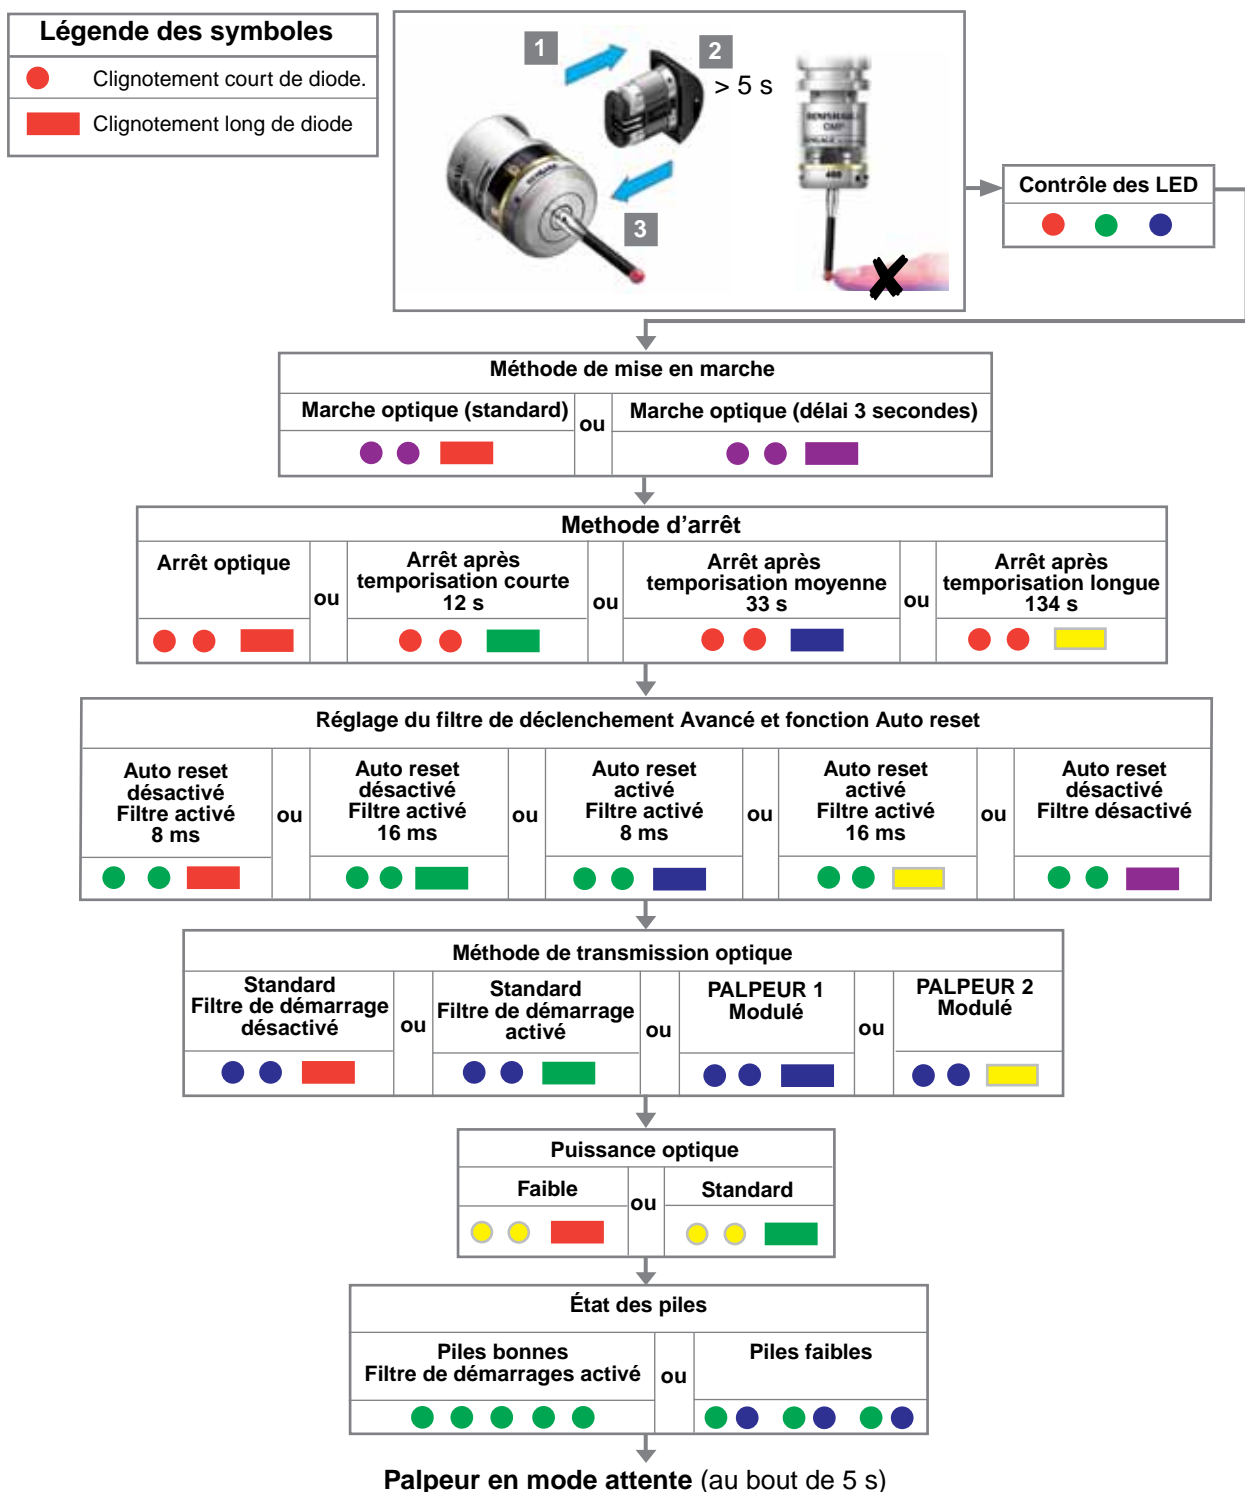 Légende des symboles
Clignotement court de diode.
Clignotement long de diode
1
2
> 5 s
3
Contrôle des LED
Méthode de mise en marche
Marche optique (standard)
ou
Marche optique (délai 3 secondes)
Methode d'arrêt
Arrêt optique
ou
Arrêt après
temporisation courte
12 s
ou
Arrêt après
temporisation moyenne
33 s
ou
Arrêt après
temporisation longue
134 s
Réglage du filtre de déclenchement Avancé et fonction Auto reset
Auto reset
désactivé
Filtre activé
8 ms
ou
Auto reset
désactivé
Filtre activé
16 ms
ou
Auto reset
activé
Filtre activé
8 ms
ou
Auto reset
activé
Filtre activé
16 ms
ou
Auto reset
désactivé
Filtre désactivé
Méthode de transmission optique
Standard
Filtre de démarrage
désactivé
ou
Standard
Filtre de démarrage
activé
ou
PALPEUR 1
Modulé
ou
PALPEUR 2
Modulé
Puissance optique
Faible
ou
Standard
État des piles
Piles bonnes
Filtre de démarrages activé
ou
Piles faibles
Palpeur en mode attente (au bout de 5 s)